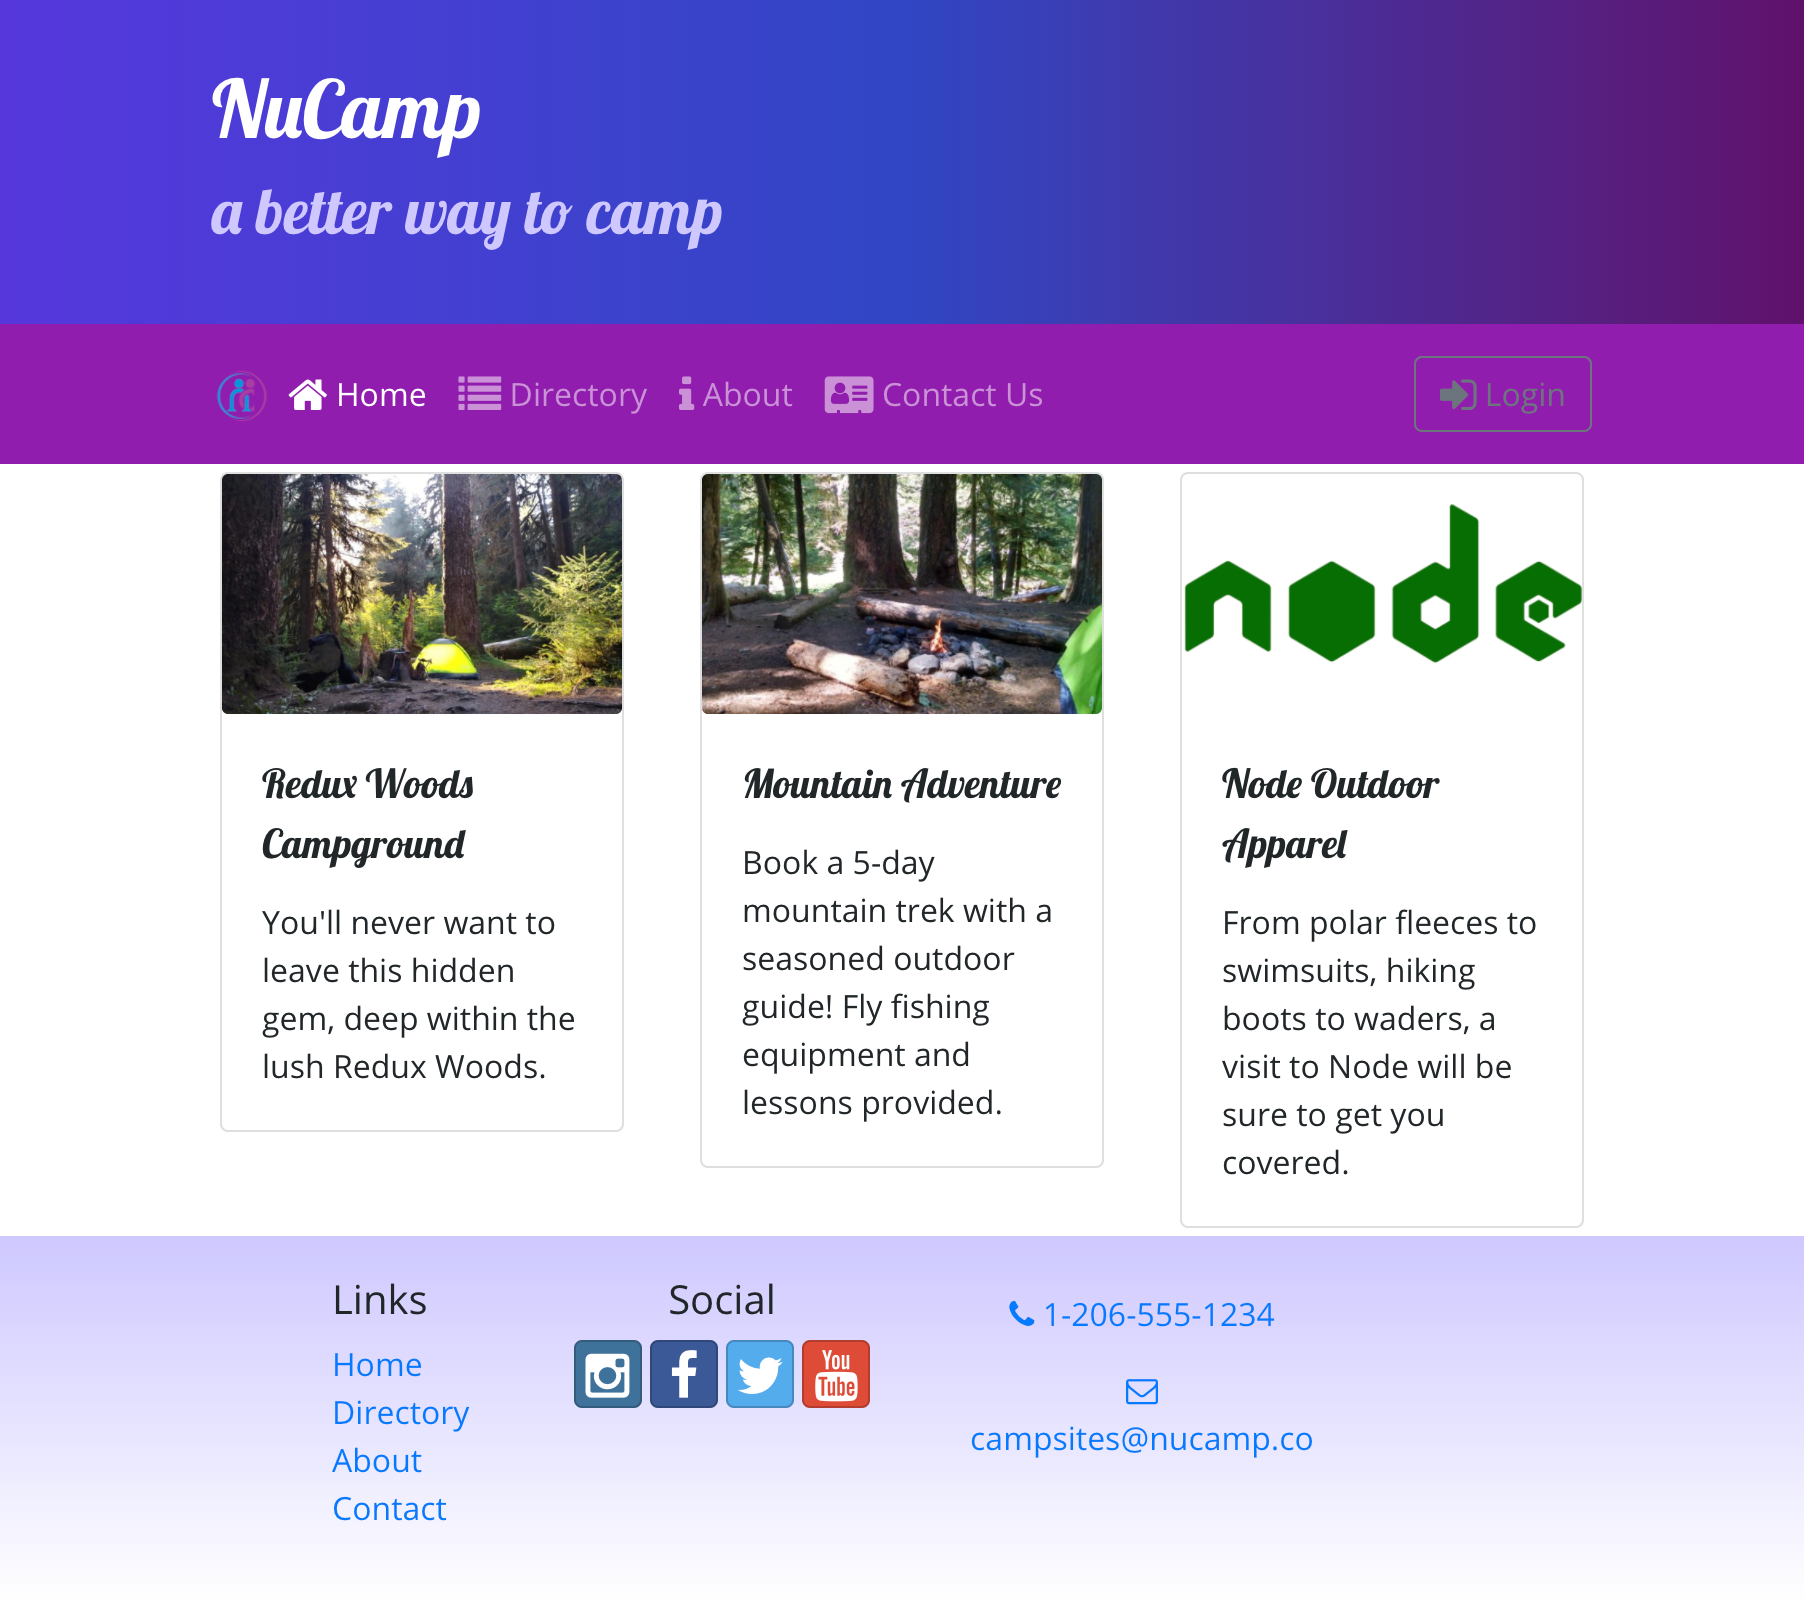 NuCamp
a better way to camp
Home Directory About Contact Us Login
node
Redux Woods
Campground
You'll never want to
leave this hidden
gem, deep within the
lush Redux Woods.
Mountain Adventure
Book a 5-day
mountain trek with a
seasoned outdoor
guide! Fly fishing
equipment and
lessons provided.
Node Outdoor
Apparel
From polar fleeces to
swimsuits, hiking
boots to waders, a
visit to Node will be
sure to get you
covered.
Links
Home
Directory
About
Contact
Social
f
You
Tube
1-206-555-1234
campsites@nucamp.co